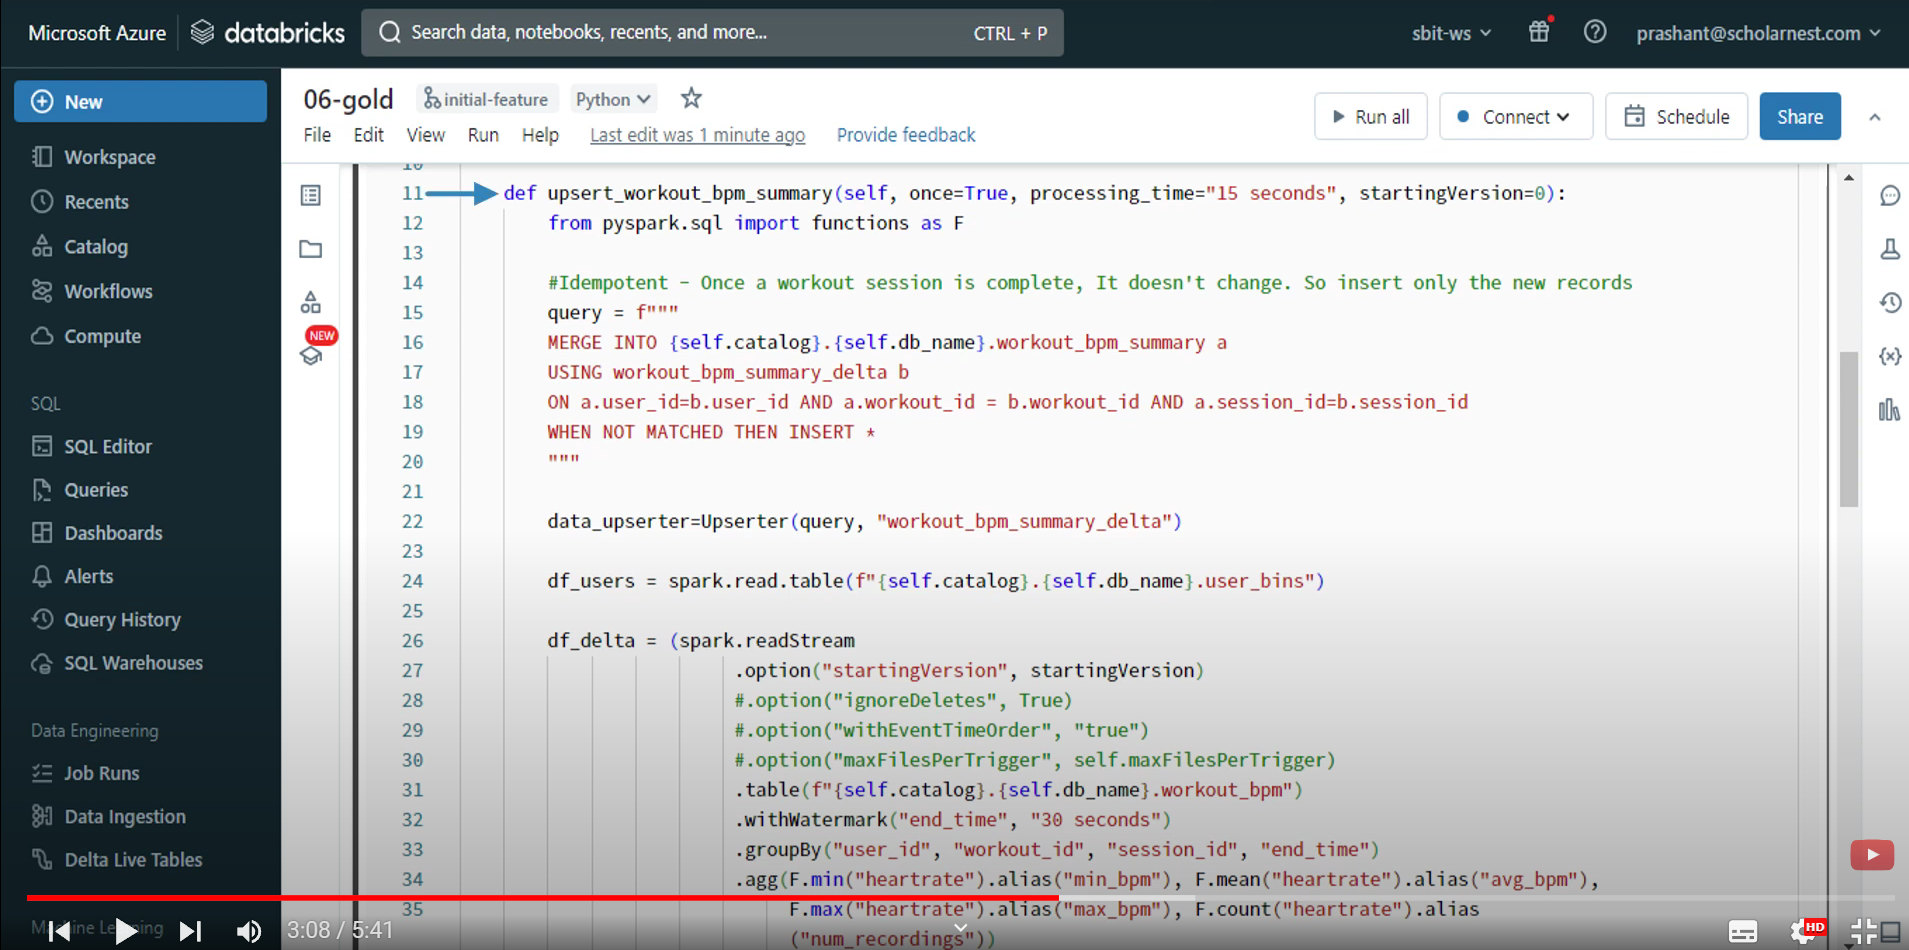 Microsoft Azure databricks Search data, notebooks, recents, and more... CTRL + P sbit-ws prashant@scholarnest.com
New
Workspace
Recents
Catalog
Workflows
Compute
SQL
SQL Editor
Queries
Dashboards
Alerts
Query History
SQL Warehouses
Data Engineering
Job Runs
Data Ingestion
Delta Live Tables
Machine Learning
06-gold initial-feature Python
File Edit View Run Help Last edit was 1 minute ago Provide feedback
Run all Connect Schedule Share
NEW
10
11 def upsert_workout_bpm_summary(self, once=True, processing_time="15 seconds", startingVersion=0):
12 from pyspark.sql import functions as F
13
14 #Idempotent - Once a workout session is complete, It doesn't change. So insert only the new records
15 query = f"""
16 MERGE INTO {self.catalog}.{self.db_name}.workout_bpm_summary a
17 USING workout_bpm_summary_delta b
18 ON a.user_id=b.user_id AND a.workout_id = b.workout_id AND a.session_id=b.session_id
19 WHEN NOT MATCHED THEN INSERT *
20 """
21
22 data_upserter=Upserter(query, "workout_bpm_summary_delta")
23
24 df_users = spark.read.table(f"{self.catalog}.{self.db_name}.user_bins")
25
26 df_delta = (spark.readStream
27 .option("startingVersion", startingVersion)
28 #.option("ignoreDeletes", True)
29 #.option("withEventTimeOrder", "true")
30 #.option("maxFilesPerTrigger", self.maxFilesPerTrigger)
31 .table(f"{self.catalog}.{self.db_name}.workout_bpm")
32 .withWatermark("end_time", "30 seconds")
33 .groupBy("user_id", "workout_id", "session_id", "end_time")
34 .agg(F.min("heartrate").alias("min_bpm"), F.mean("heartrate").alias("avg_bpm"),
35 F.max("heartrate").alias("max_bpm"), F.count("heartrate").alias
("num_recordings"))
3:08 / 5:41
HD